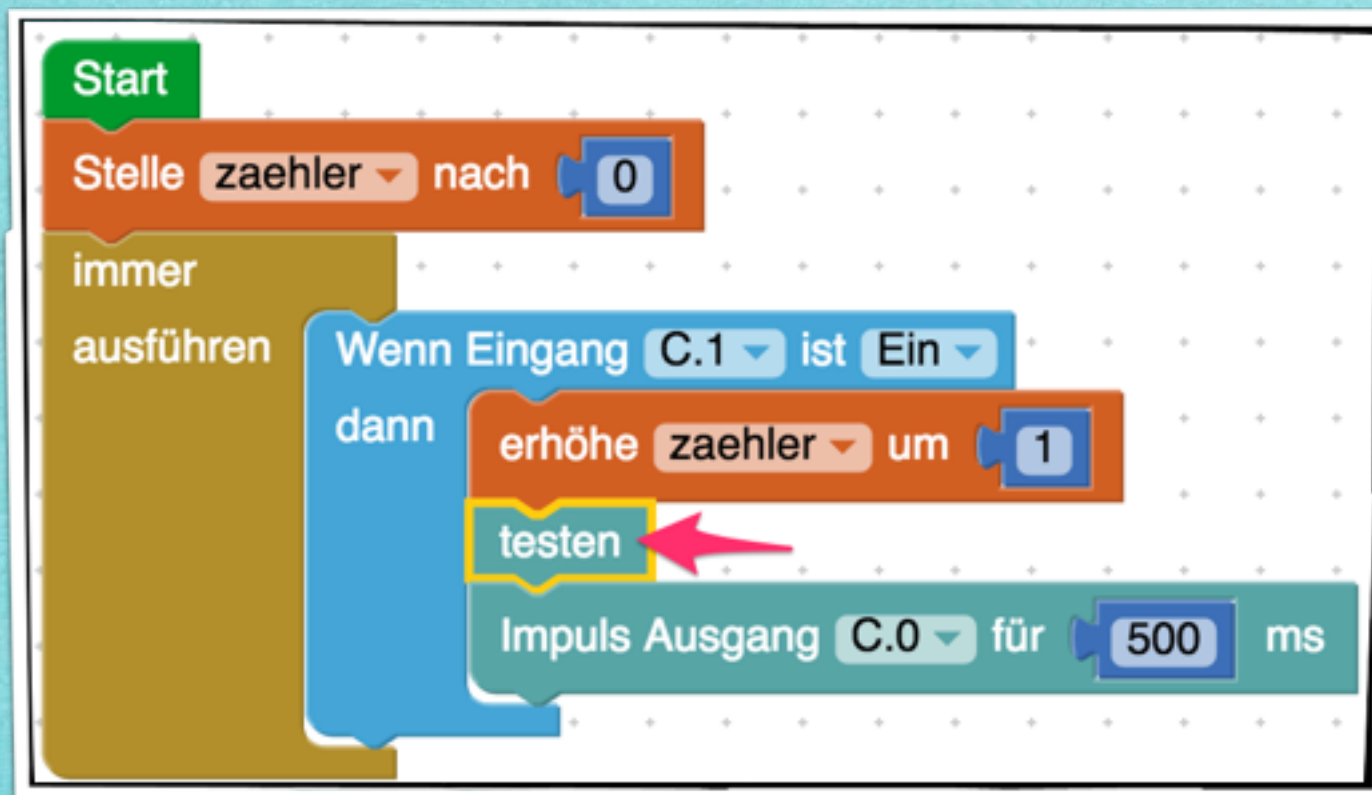 Start
Stelle zaehler nach 0
immer
ausführen
Wenn Eingang C.1 ist Ein
dann
erhöhe zaehler um 1
testen
Impuls Ausgang C.0 für 500 ms